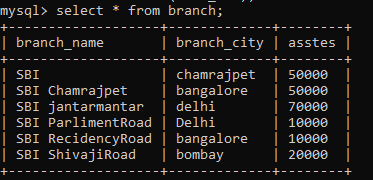 mysql> select * from branch;
+--------------------+-------------+--------+
| branch_name        | branch_city | asstes |
+--------------------+-------------+--------+
| SBI                | chamrajpet  | 50000  |
| SBI Chamrajpet     | bangalore   | 50000  |
| SBI jantarmantar   | delhi       | 70000  |
| SBI ParlimentRoad  | Delhi       | 10000  |
| SBI RecidencyRoad  | bangalore   | 10000  |
| SBI ShivajiRoad    | bombay      | 20000  |
+--------------------+-------------+--------+